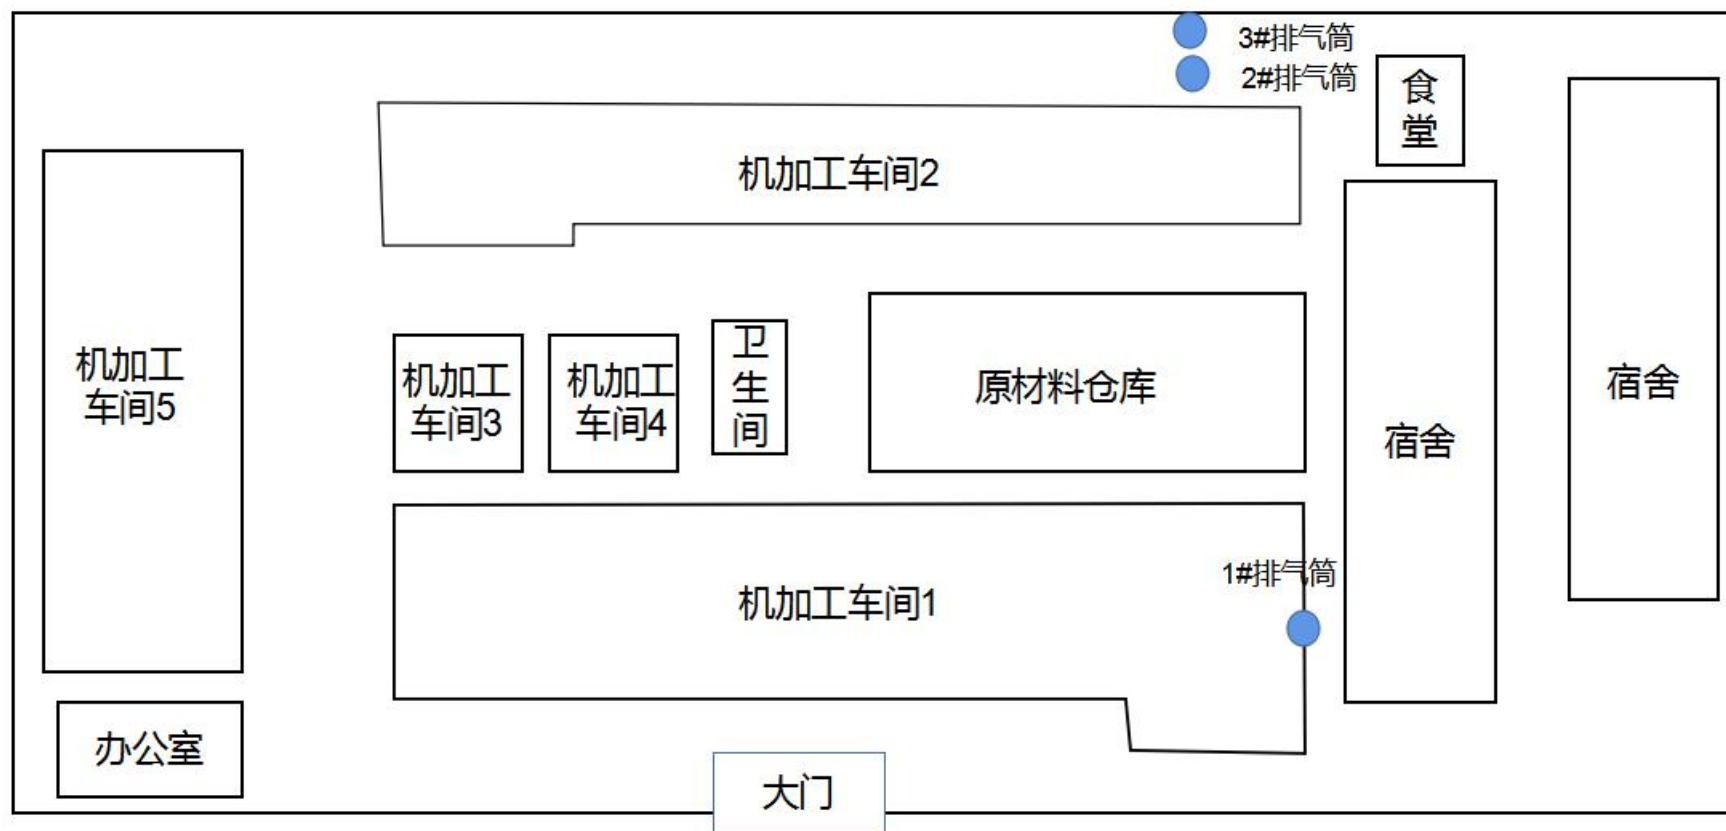 3#排气筒
2#排气筒
食
堂
机加工车间2
机加工
车间5
机加工
车间3
机加工
车间4
卫
生
间
原材料仓库
宿舍
宿舍
1#排气筒
机加工车间1
办公室
大门